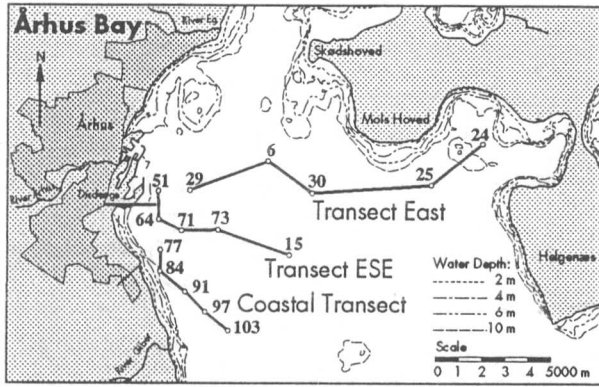 Århus Bay
River Eg
Skødshoved
N
Århus
Mols Hoved
24
6
51
29
30
25
River Århus
Discharge
Transect East
64
71
73
77
15
Helgenæs
84
Transect ESE
Water Depth:
2 m
91
4 m
97
Coastal Transect
6 m
103
10 m
Scale
River
0 1 2 3 4 5000 m